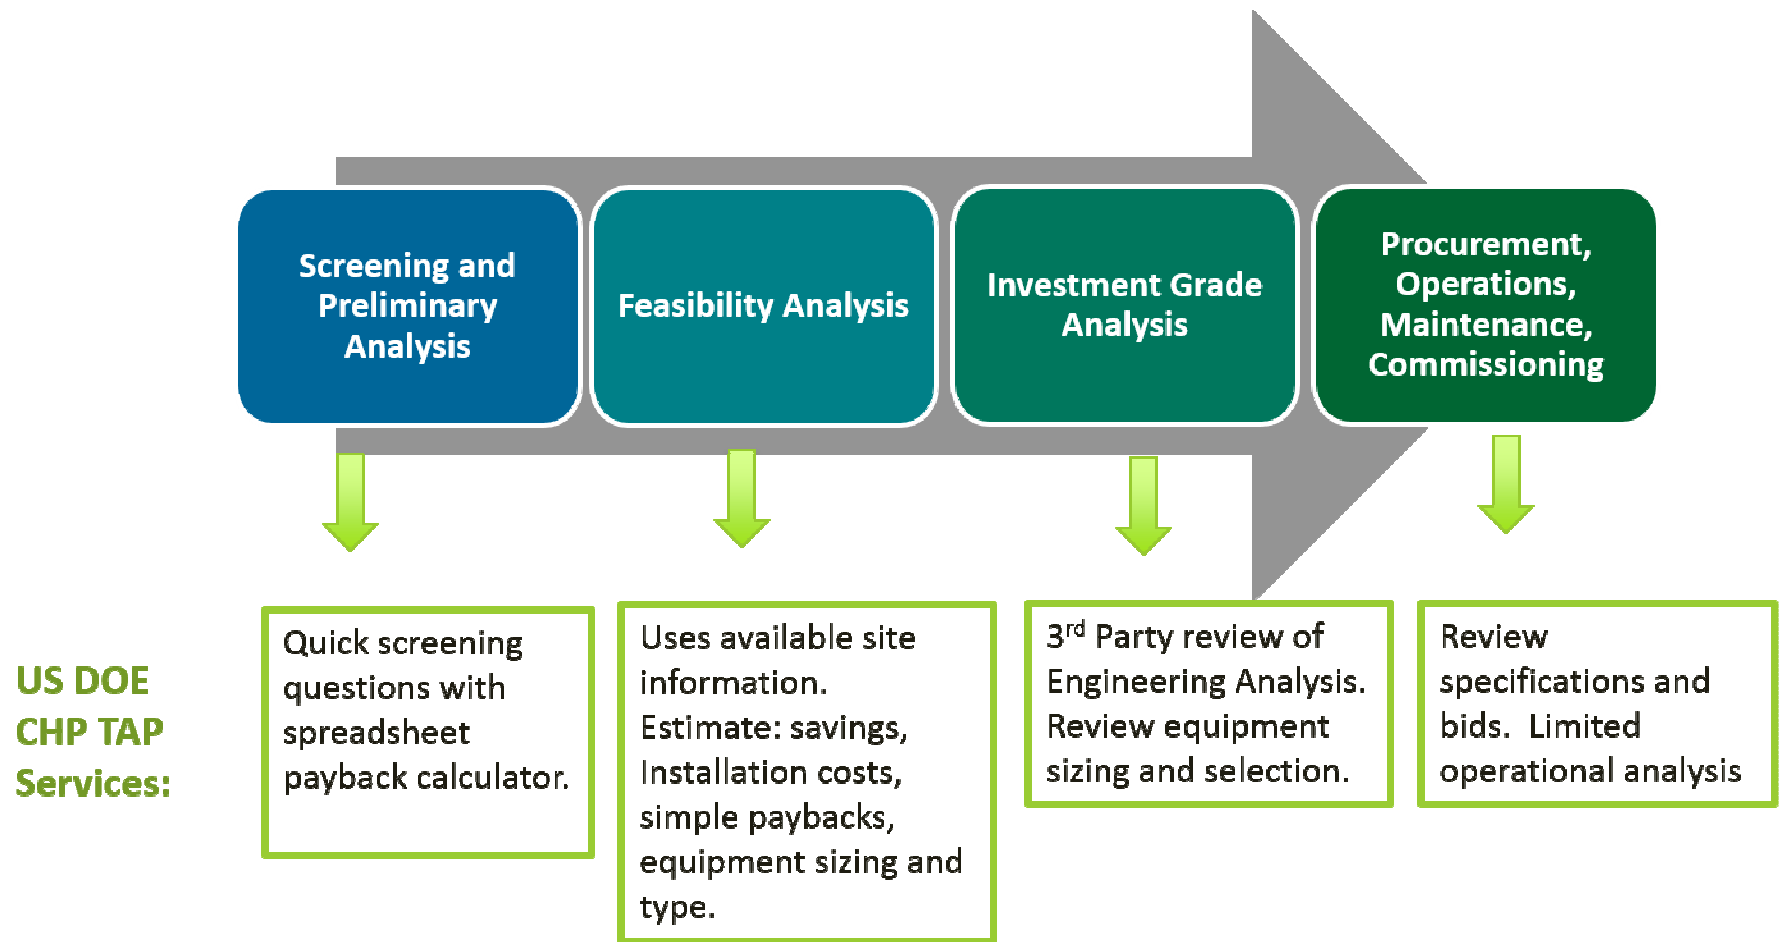 Screening and
Preliminary
Analysis
Feasibility Analysis
Investment Grade
Analysis
Procurement,
Operations,
Maintenance,
Commissioning
US DOE
CHP TAP
Services:
Quick screening
questions with
spreadsheet
payback calculator.
Uses available site
information.
Estimate: savings,
Installation costs,
simple paybacks,
equipment sizing and
type.
3rd Party review of
Engineering Analysis.
Review equipment
sizing and selection.
Review
specifications and
bids.  Limited
operational analysis